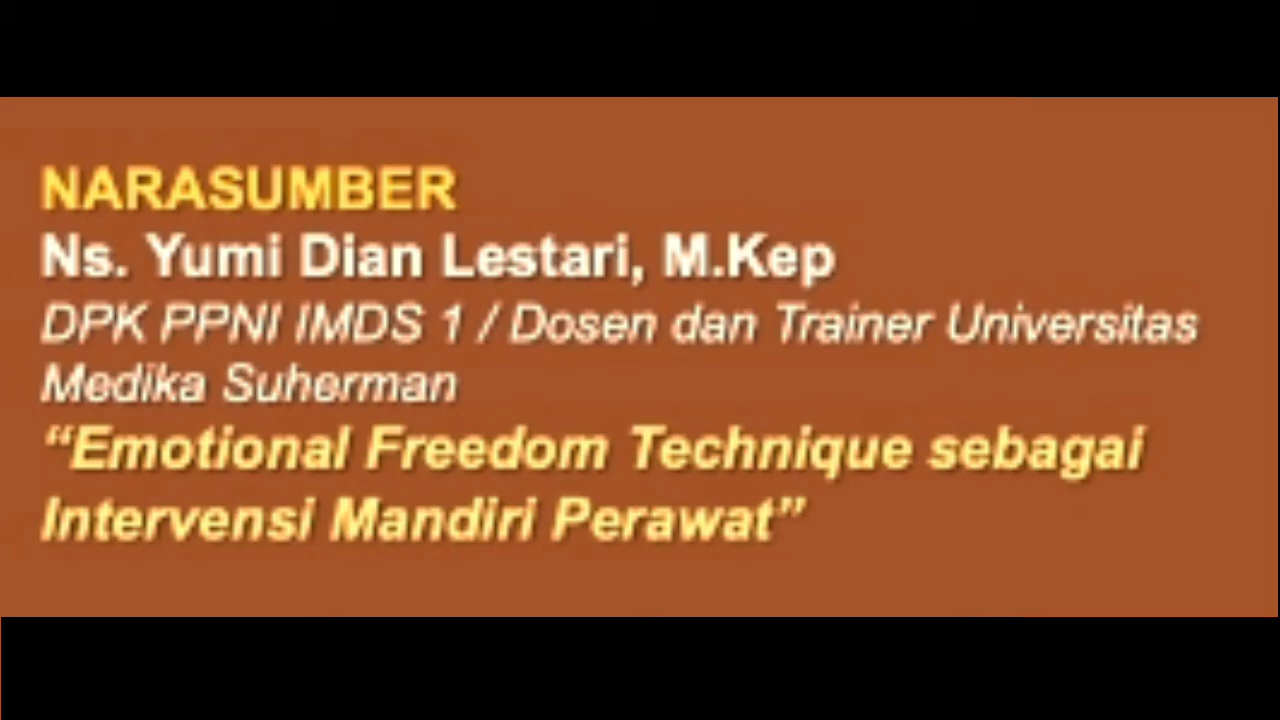 NARASUMBER
Ns. Yumi Dian Lestari, M.Kep
DPK PPNI IMDS 1 / Dosen dan Trainer Universitas
Medika Suherman
“Emotional Freedom Technique sebagai
Intervensi Mandiri Perawat”